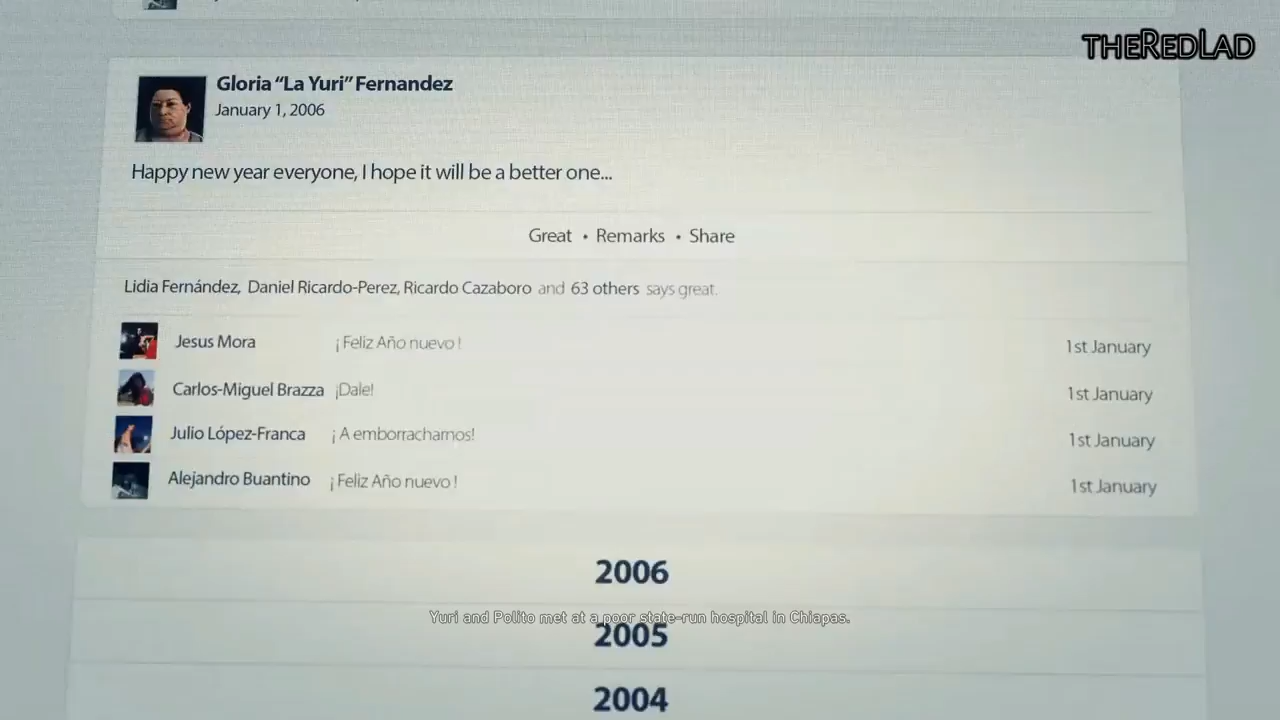 THEREDLAD
Gloria “La Yuri” Fernandez
January 1, 2006
Happy new year everyone, I hope it will be a better one...
Great • Remarks • Share
Lidia Fernández, Daniel Ricardo-Perez, Ricardo Cazaboro and 63 others says great.
Jesus Mora ¡Feliz Año nuevo! 1st January
Carlos-Miguel Brazza ¡Dale! 1st January
Julio López-Franca ¡A emborracharnos! 1st January
Alejandro Buantino ¡Feliz Año nuevo! 1st January
2006
Yuri and Polito met at a poor state-run hospital in Chiapas.
2005
2004